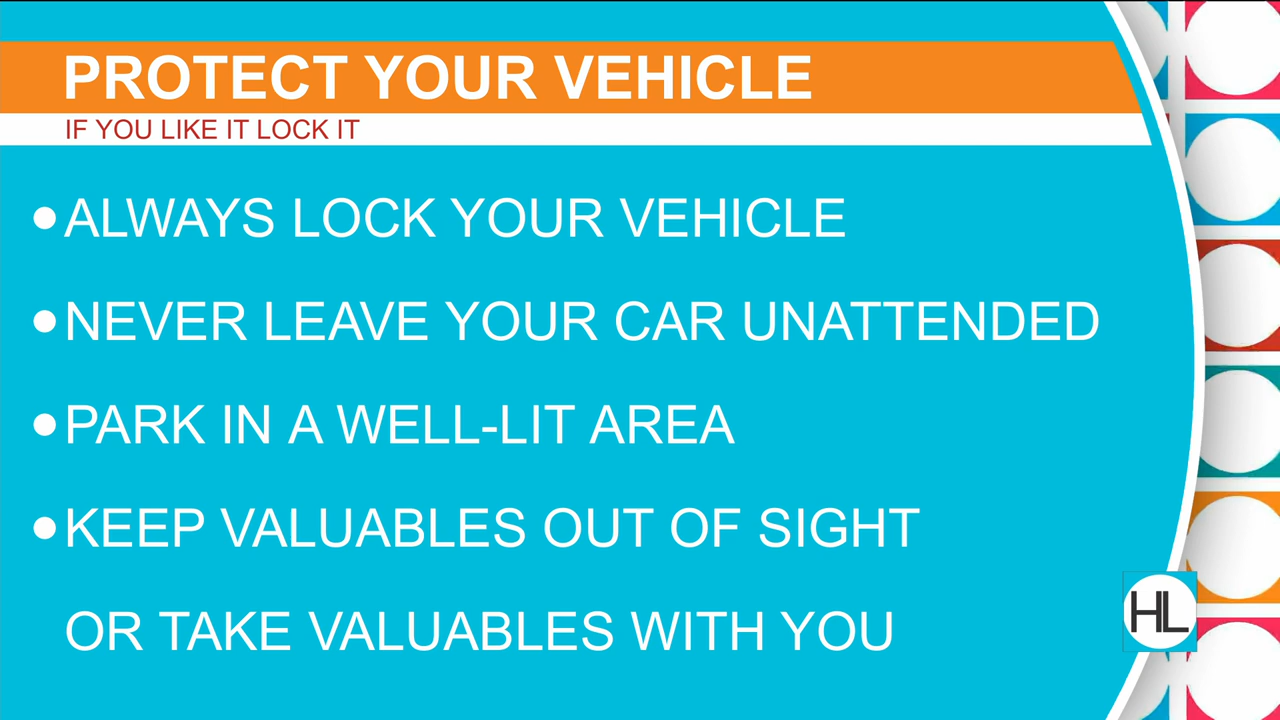 PROTECT YOUR VEHICLE
IF YOU LIKE IT LOCK IT
●ALWAYS LOCK YOUR VEHICLE
●NEVER LEAVE YOUR CAR UNATTENDED
●PARK IN A WELL-LIT AREA
●KEEP VALUABLES OUT OF SIGHT
OR TAKE VALUABLES WITH YOU
HL